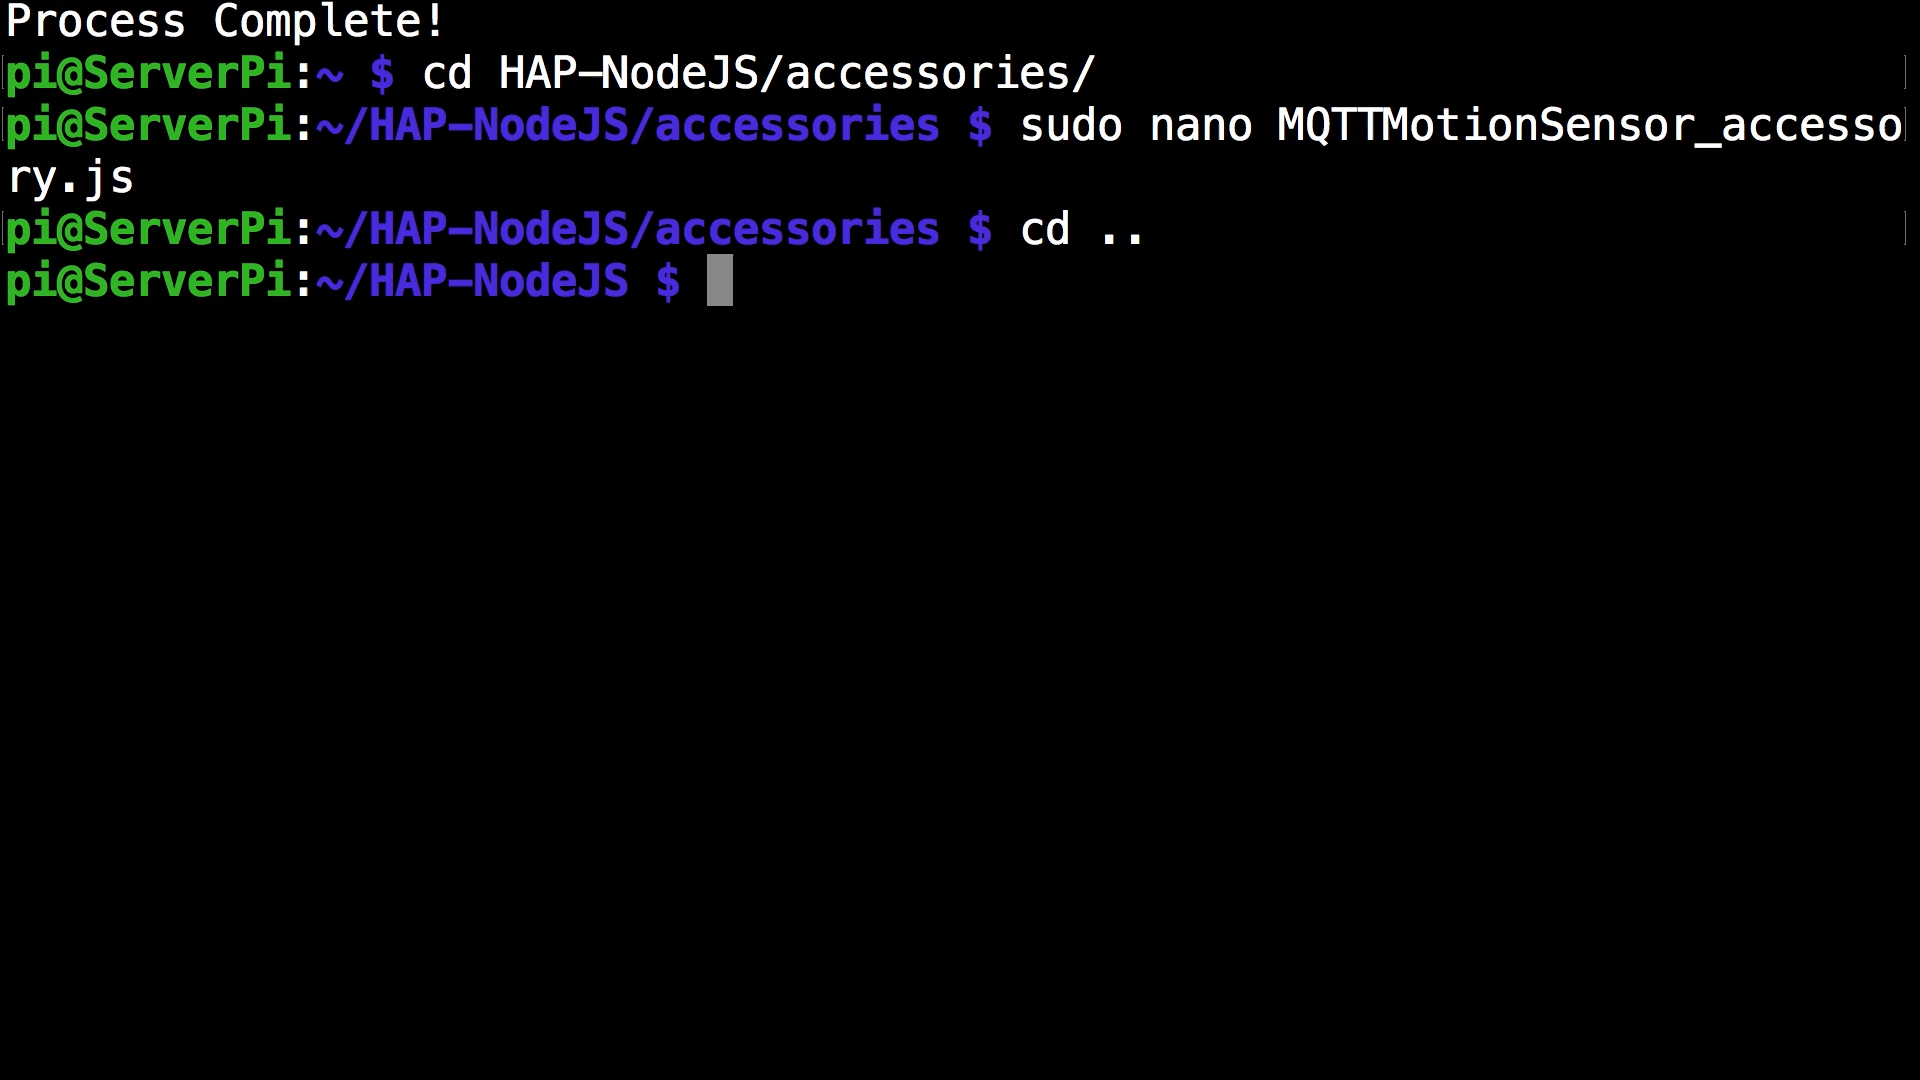 Process Complete!
pi@ServerPi:~ $ cd HAP-NodeJS/accessories/
pi@ServerPi:~/HAP-NodeJS/accessories $ sudo nano MQTTMotionSensor_accesso
ry.js
pi@ServerPi:~/HAP-NodeJS/accessories $ cd ..
pi@ServerPi:~/HAP-NodeJS $